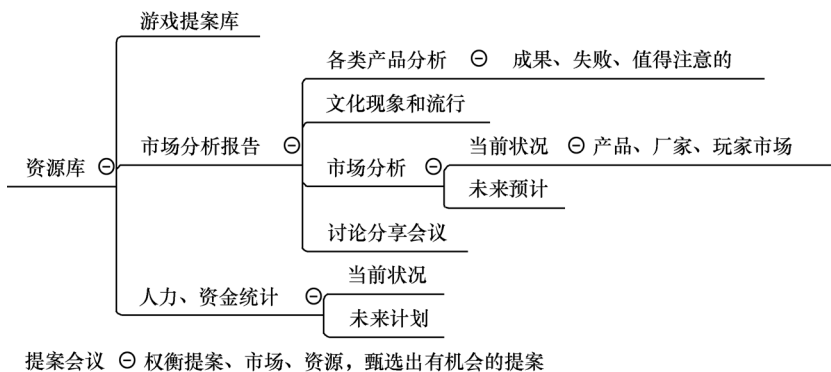 游戏提案库
各类产品分析 成果、失败、值得注意的
文化现象和流行
市场分析报告
当前状况 产品、厂家、玩家市场
资源库
市场分析
未来预计
讨论分享会议
当前状况
人力、资金统计
未来计划
提案会议 权衡提案、市场、资源，甄选出有机会的提案